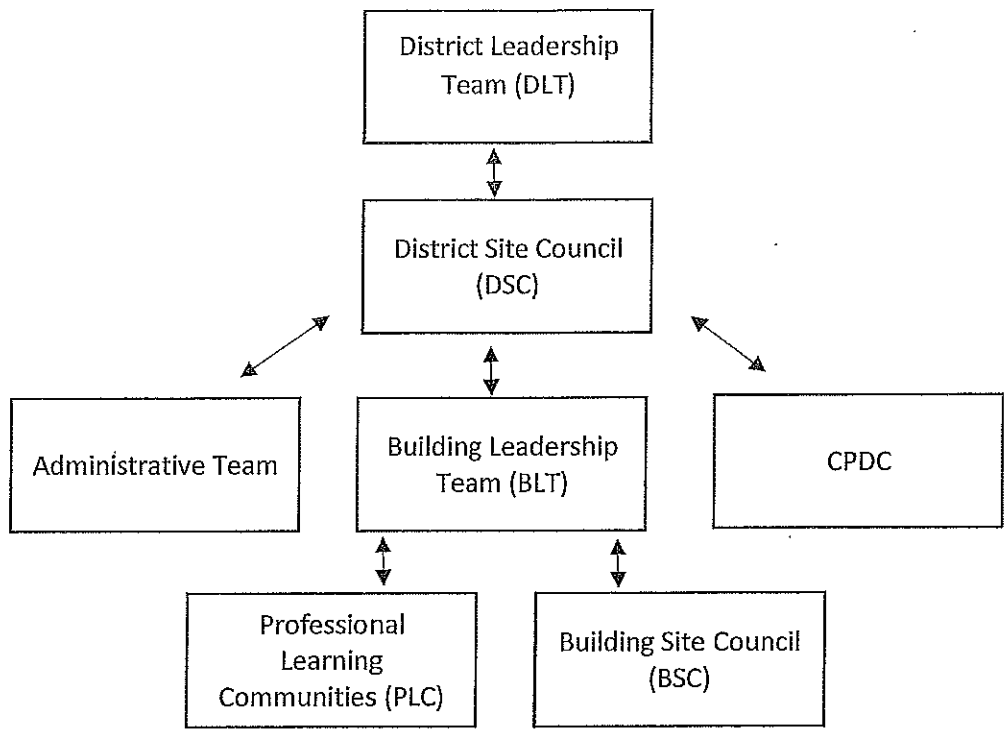 District Leadership
Team (DLT)
District Site Council
(DSC)
Administrative Team
Building Leadership
Team (BLT)
CPDC
Professional
Learning
Communities (PLC)
Building Site Council
(BSC)